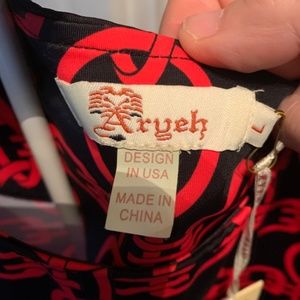 Aryeh
L
DESIGN
IN USA
MADE IN
CHINA